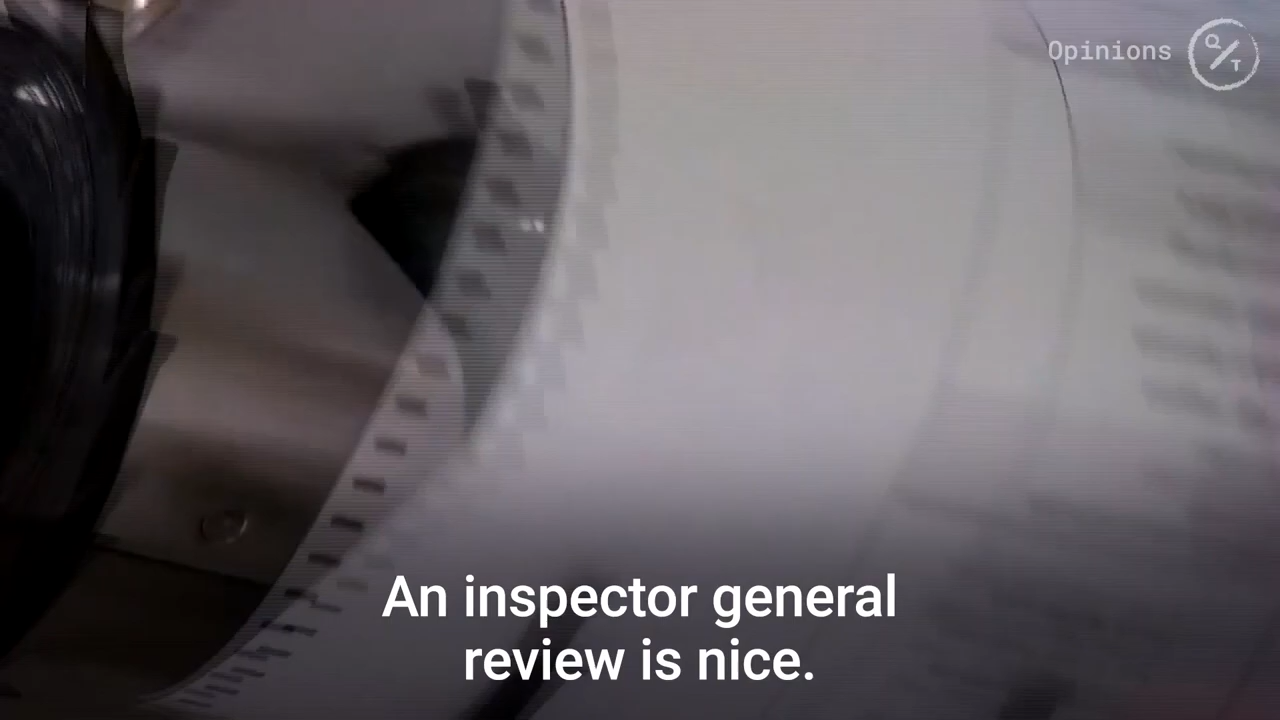 Opinions
Q
T
An inspector general
review is nice.